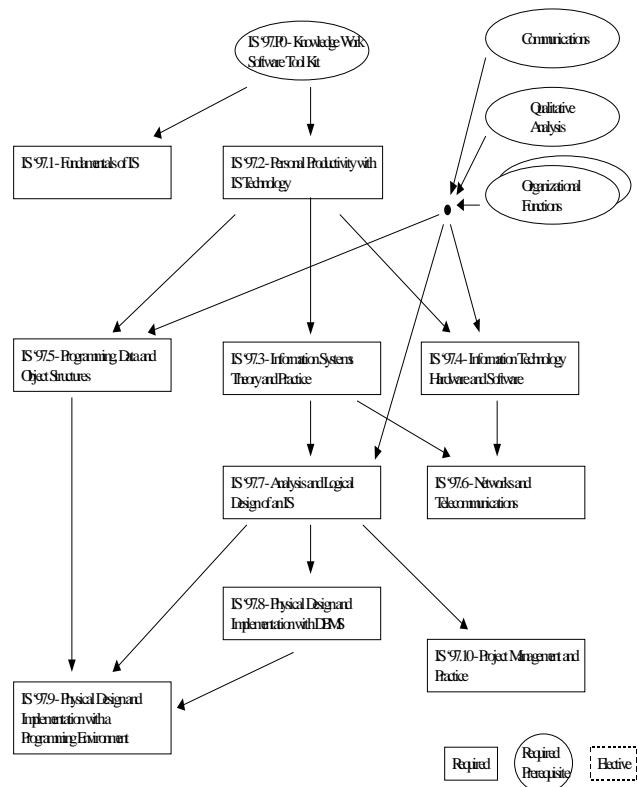 IS '97.P0 - Knowledge Work
Software Tool Kit
Communications
Qualitative
Analysis
IS '97.1 - Fundamentals of IS
IS '97.2 - Personal Productivity with
IS Technology
Organizational
Functions
IS '97.5 - Programming, Data and
Object Structures
IS '97.3 - Information Systems
Theory and Practice
IS '97.4 - Information Technology
Hardware and Software
IS '97.7 - Analysis and Logical
Design of an IS
IS '97.6 - Networks and
Telecommunications
IS '97.8 - Physical Design and
Implementation with DBMS
IS '97.10 - Project Management and
Practice
IS '97.9 - Physical Design and
Implementation with a
Programming Environment
Required
Required
Prerequisite
Elective